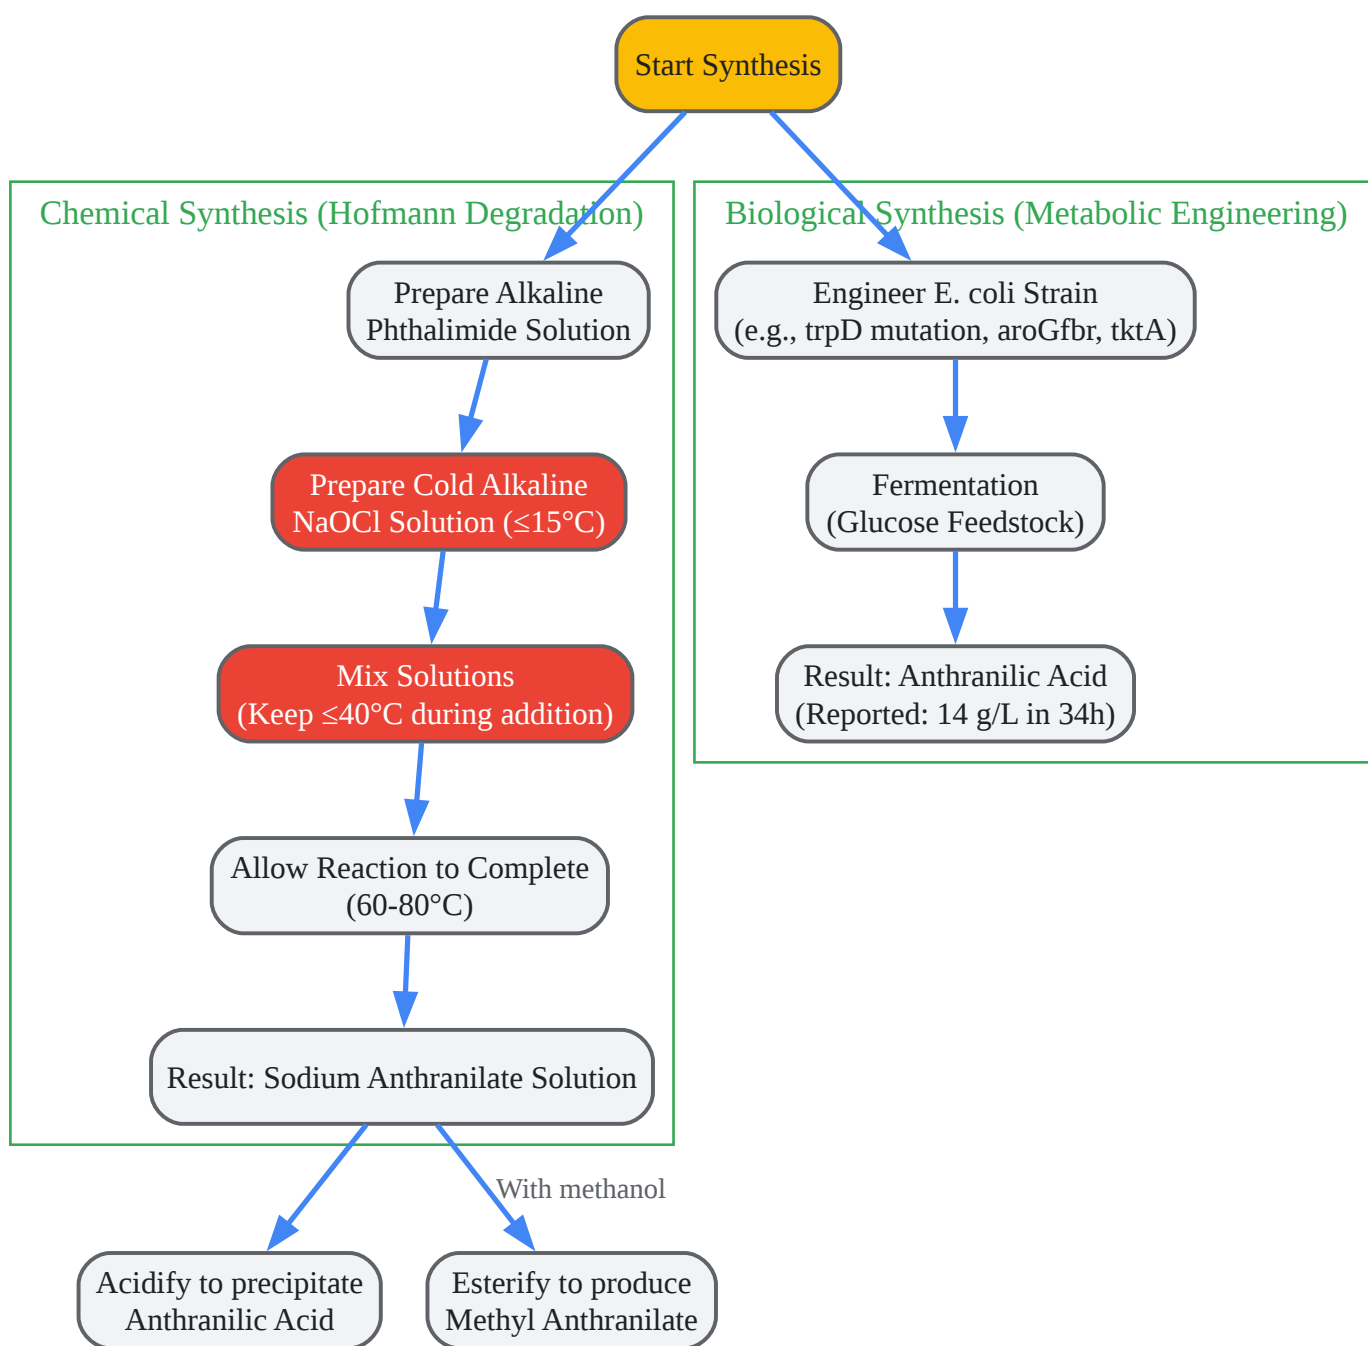 Start Synthesis
Chemical Synthesis (Hofmann Degradation)
Prepare Alkaline
Phthalimide Solution
Prepare Cold Alkaline
NaOCl Solution (≤15°C)
Mix Solutions
(Keep ≤40°C during addition)
Allow Reaction to Complete
(60-80°C)
Result: Sodium Anthranilate Solution
With methanol
Acidify to precipitate
Anthranilic Acid
Esterify to produce
Methyl Anthranilate
Biological Synthesis (Metabolic Engineering)
Engineer E. coli Strain
(e.g., trpD mutation, aroGfbr, tktA)
Fermentation
(Glucose Feedstock)
Result: Anthranilic Acid
(Reported: 14 g/L in 34h)